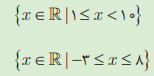 {x ∈ ℝ | ۱ ≤ x < ۱۰}
{x ∈ ℝ | −۳ ≤ x ≤ ۸}